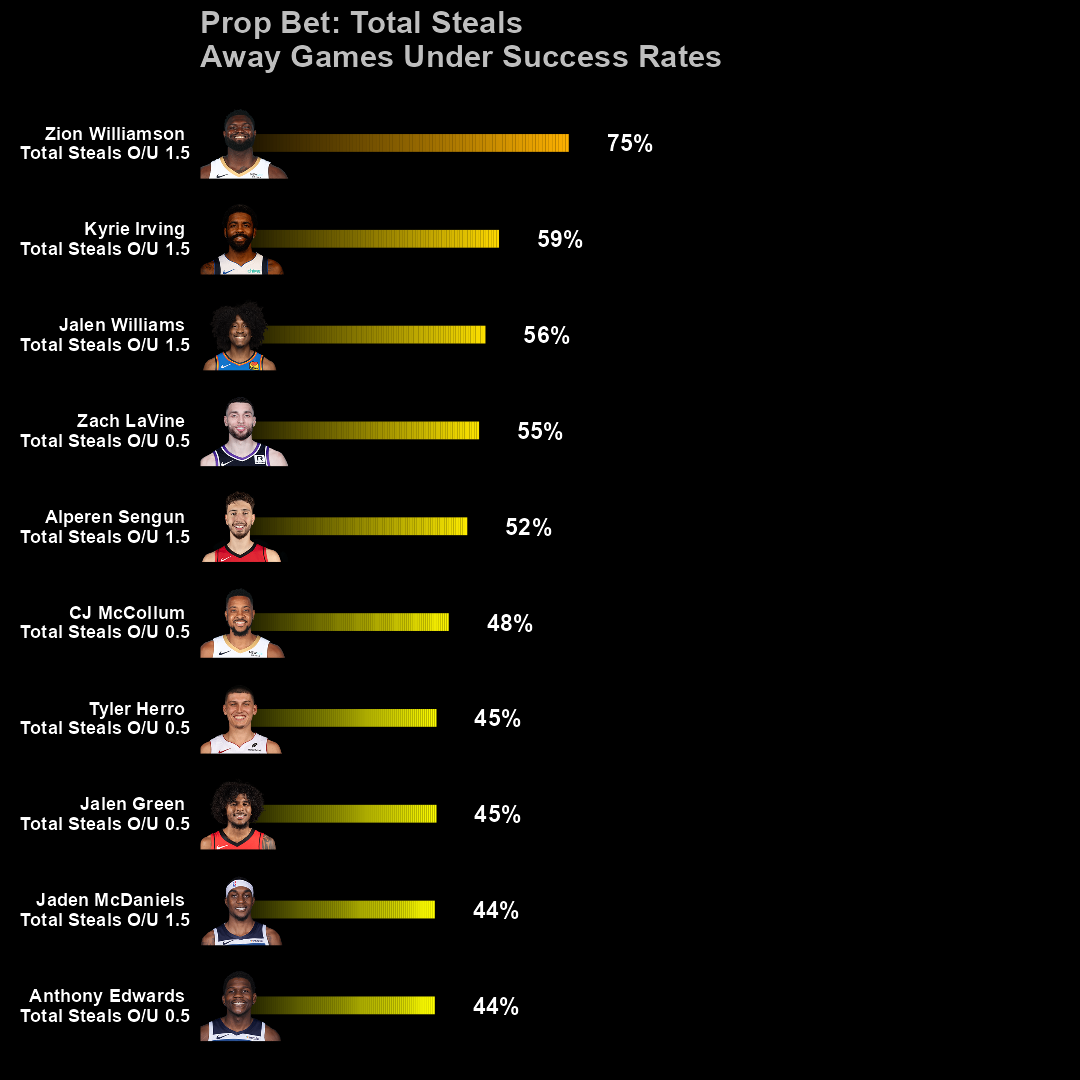 Prop Bet: Total Steals
Away Games Under Success Rates
Zion Williamson
Total Steals O/U 1.5
75%
Kyrie Irving
Total Steals O/U 1.5
59%
Jalen Williams
Total Steals O/U 1.5
56%
Zach LaVine
Total Steals O/U 0.5
55%
Alperen Sengun
Total Steals O/U 1.5
52%
CJ McCollum
Total Steals O/U 0.5
48%
Tyler Herro
Total Steals O/U 0.5
45%
Jalen Green
Total Steals O/U 0.5
45%
Jaden McDaniels
Total Steals O/U 1.5
44%
Anthony Edwards
Total Steals O/U 0.5
44%